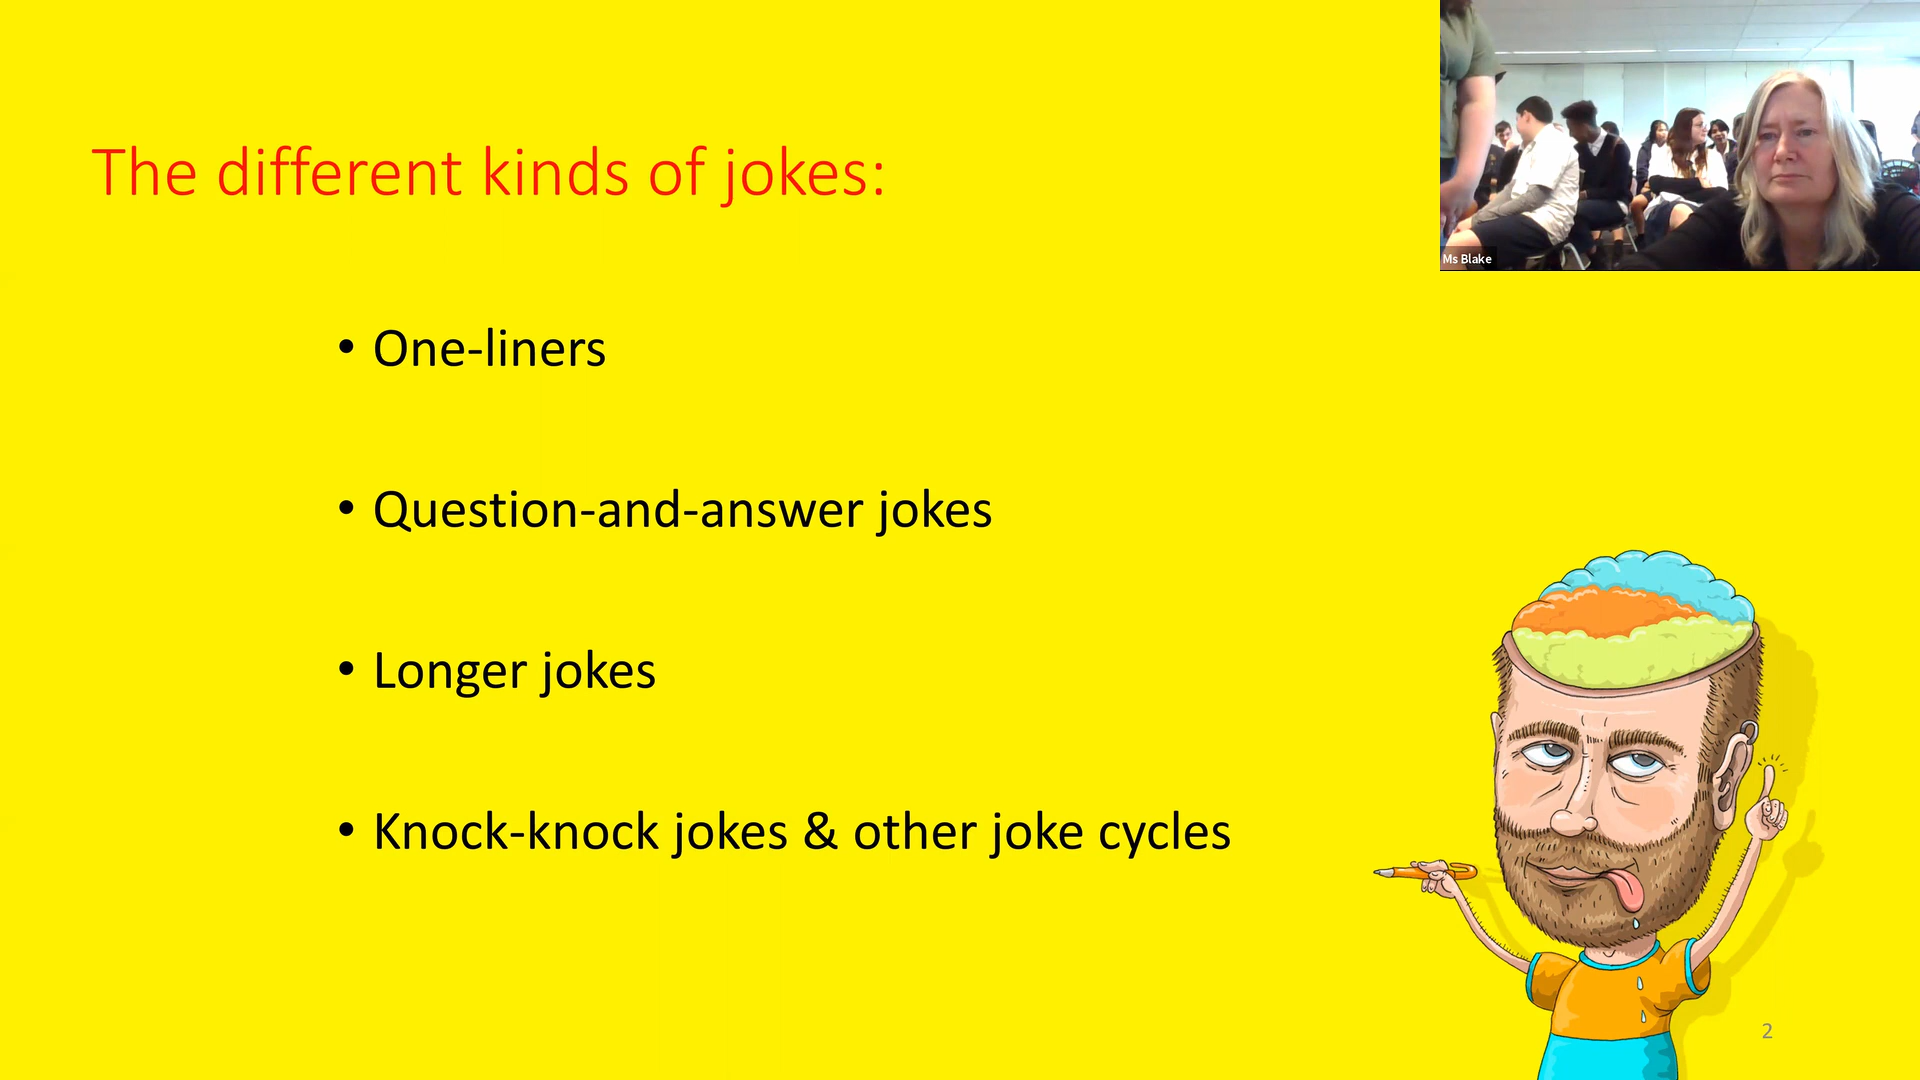 The different kinds of jokes:
Ms Blake
• One-liners
• Question-and-answer jokes
• Longer jokes
• Knock-knock jokes & other joke cycles
2